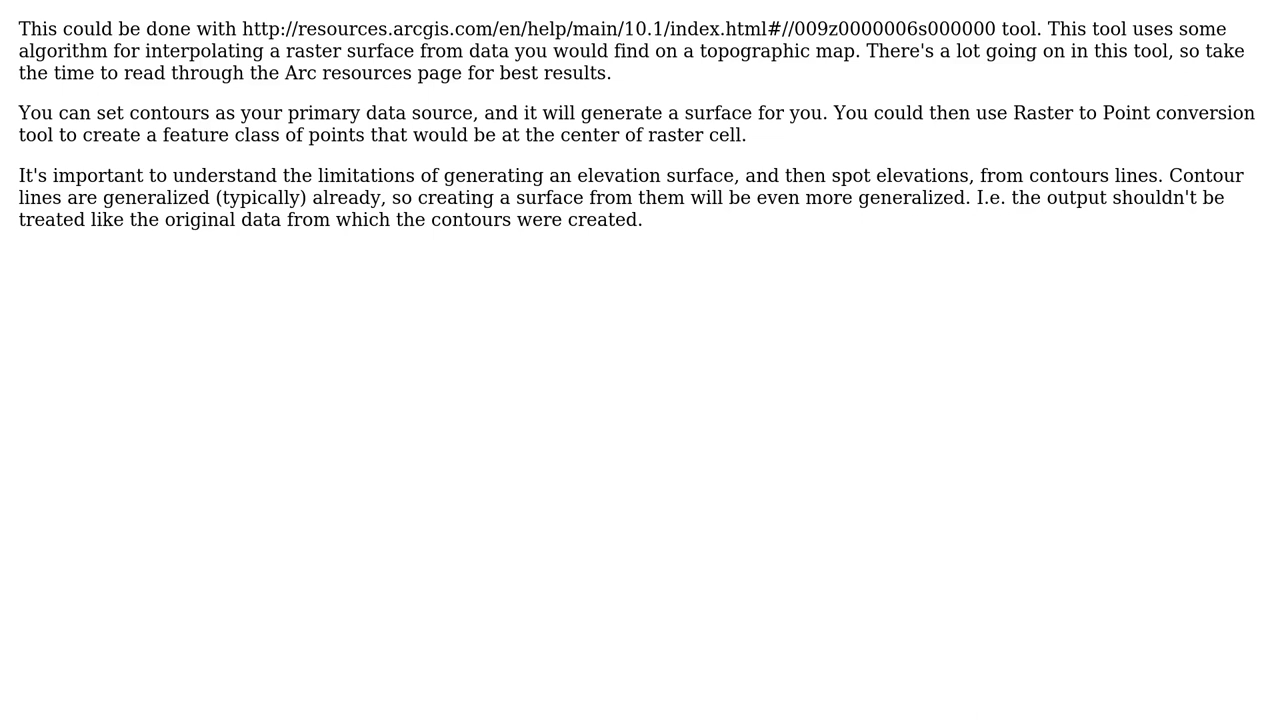 This could be done with http://resources.arcgis.com/en/help/main/10.1/index.html#//009z0000006s000000 tool. This tool uses some
algorithm for interpolating a raster surface from data you would find on a topographic map. There's a lot going on in this tool, so take
the time to read through the Arc resources page for best results.
You can set contours as your primary data source, and it will generate a surface for you. You could then use Raster to Point conversion
tool to create a feature class of points that would be at the center of raster cell.
It's important to understand the limitations of generating an elevation surface, and then spot elevations, from contours lines. Contour
lines are generalized (typically) already, so creating a surface from them will be even more generalized. I.e. the output shouldn't be
treated like the original data from which the contours were created.